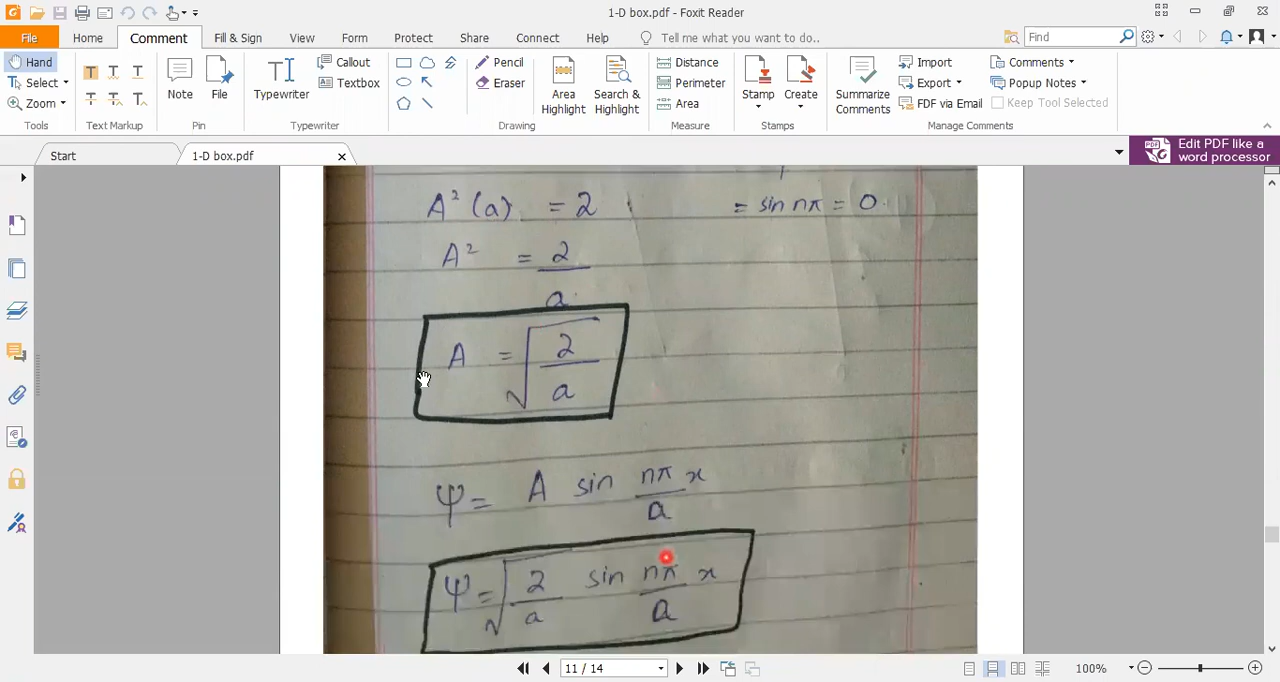 1-D box.pdf - Foxit Reader
File Home Comment Fill & Sign View Form Protect Share Connect Help Tell me what you want to do.. Find
Hand Select Zoom
Tools
T T T T T T
Text Markup
Note File
Pin
Typewriter Callout Textbox
Typewriter
Pencil Eraser Area Highlight Search & Highlight
Drawing
Distance Perimeter Area
Measure
Stamp Create
Stamps
Summarize Comments Import Export FDF via Email Comments Popup Notes Keep Tool Selected
Manage Comments
Start 1-D box.pdf Edit PDF like a word processor
A² (a) = 2 = sin nπ = 0.
A² = 2/a
A = √(2/a)
Ψ = A sin nπ/a x
Ψ = √(2/a) sin nπ/a x
11 / 14 100%